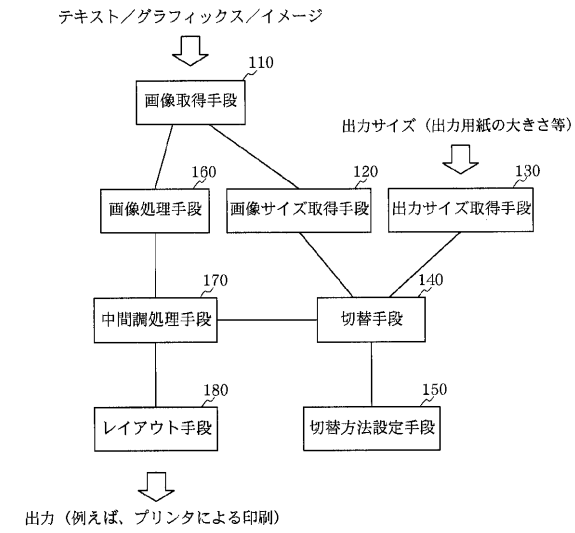 テキスト／グラフィックス／イメージ
110
画像取得手段
出力サイズ（出力用紙の大きさ等）
160
120
130
画像処理手段
画像サイズ取得手段
出力サイズ取得手段
170
140
中間調処理手段
切替手段
180
150
レイアウト手段
切替方法設定手段
出力（例えば、プリンタによる印刷）